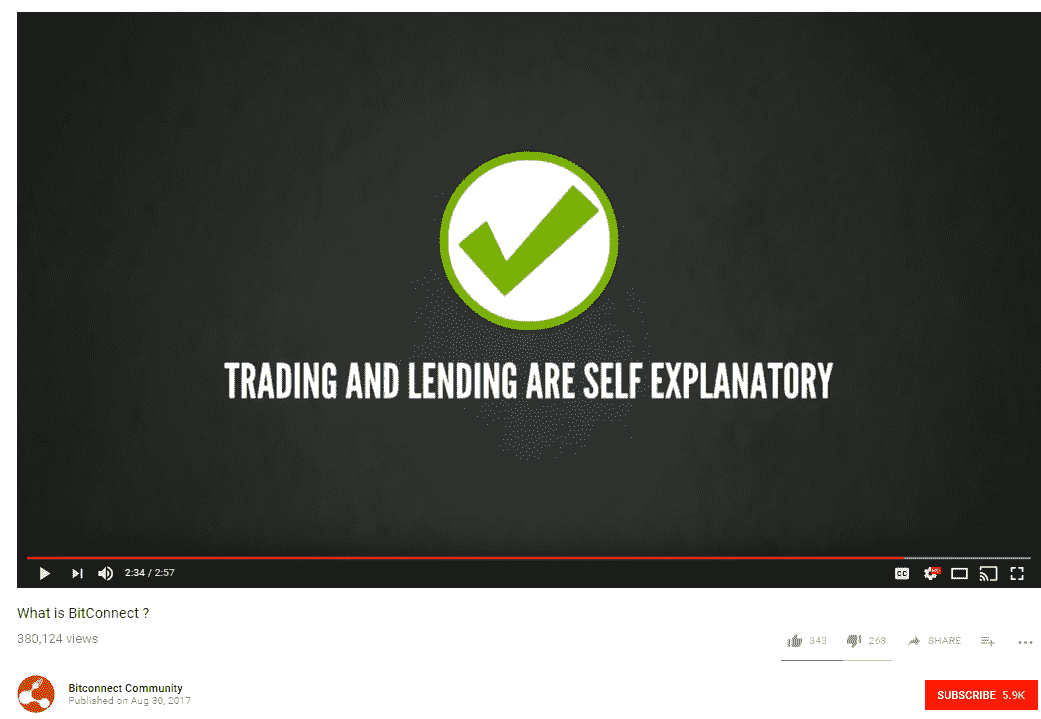 TRADING AND LENDING ARE SELF EXPLANATORY
2:34 / 2:57
CC
What is BitConnect ?
380,124 views
343
268
SHARE
Bitconnect Community
Published on Aug 30, 2017
SUBSCRIBE 5.9K